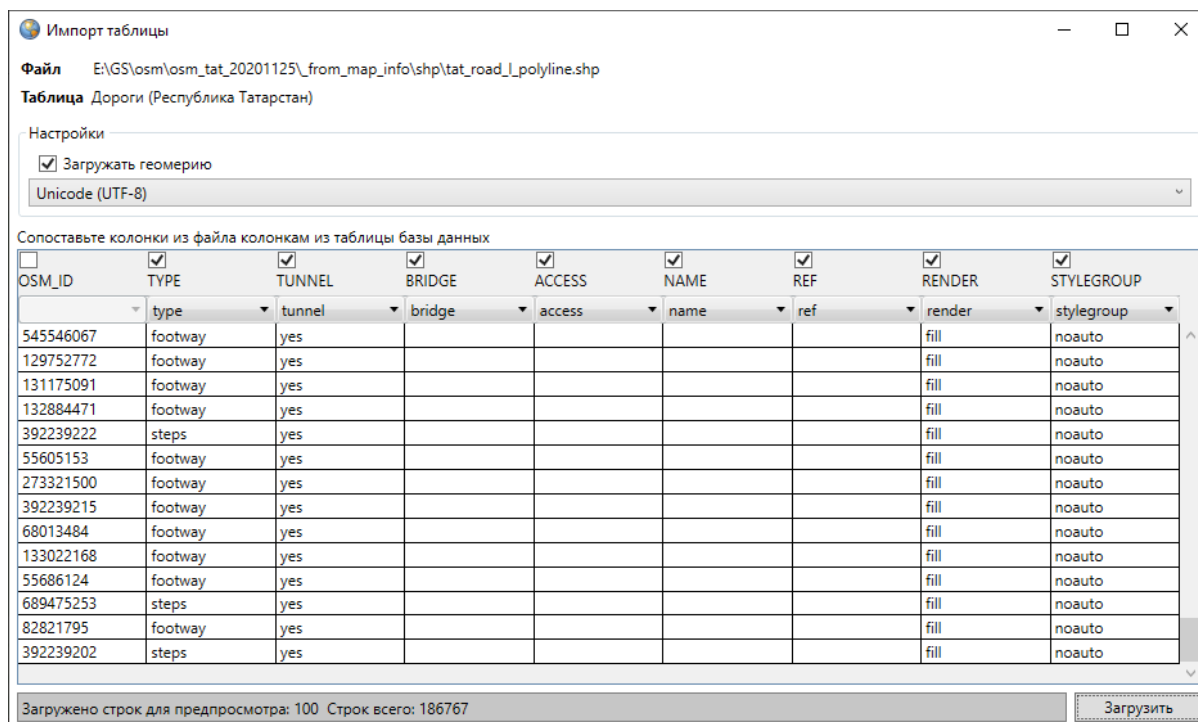 Импорт таблицы
Файл E:\GS\osm\osm_tat_20201125\_from_map_info\shp\tat_road_l_polyline.shp
Таблица Дороги (Республика Татарстан)
Настройки
Загружать геомерию
Unicode (UTF-8)
Сопоставьте колонки из файла колонкам из таблицы базы данных
OSM_ID TYPE TUNNEL BRIDGE ACCESS NAME REF RENDER STYLEGROUP
type tunnel bridge access name ref render stylegroup
545546067 footway yes fill noauto
129752772 footway yes fill noauto
131175091 footway yes fill noauto
132884471 footway yes fill noauto
392239222 steps yes fill noauto
55605153 footway yes fill noauto
273321500 footway yes fill noauto
392239215 footway yes fill noauto
68013484 footway yes fill noauto
133022168 footway yes fill noauto
55686124 footway yes fill noauto
689475253 steps yes fill noauto
82821795 footway yes fill noauto
392239202 steps yes fill noauto
Загружено строк для предпросмотра: 100 Строк всего: 186767 Загрузить